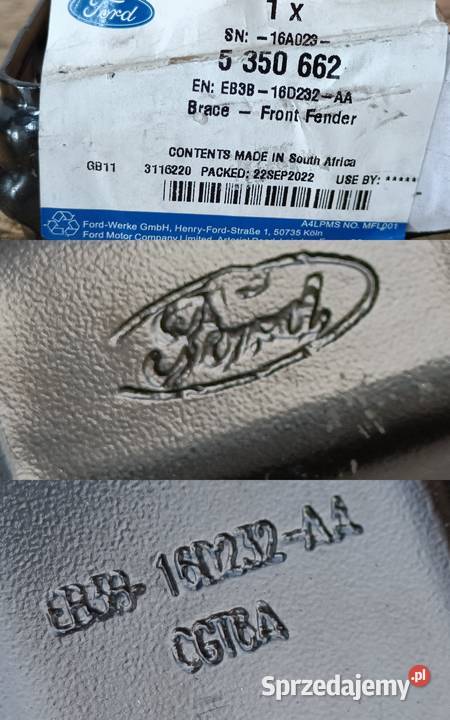 Ford
1 X
SN: -16A023-
5 350 662
EN: EB3B-16D232-AA
Brace - Front Fender
CONTENTS MADE IN South Africa
GB11 3116220 PACKED: 22SEP2022 USE BY: *****
A4LPMS NO. MFL001
Ford-Werke GmbH, Henry-Ford-Straße 1, 50735 Köln
Ford Motor Company Limited,
Ford
EB3B-16D232-AA
CGTBA
Sprzedajemy.pl